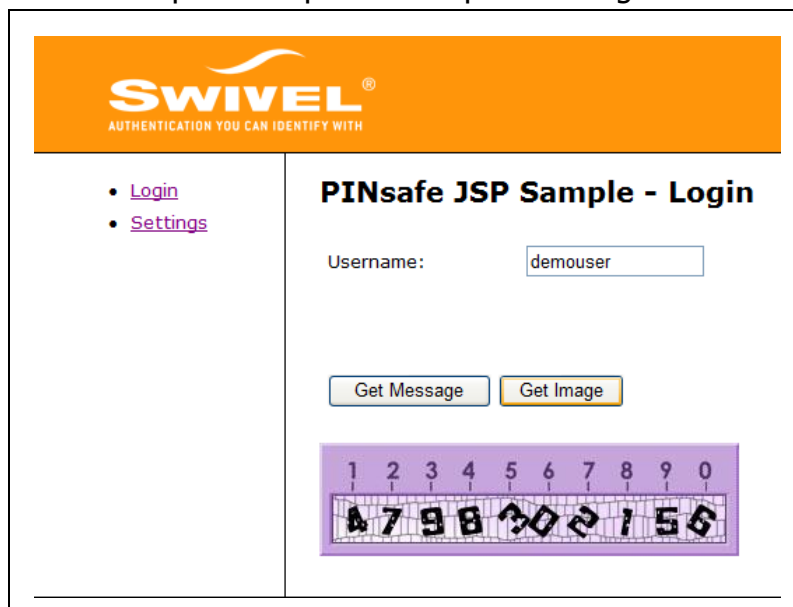 SWIVEL®
AUTHENTICATION YOU CAN IDENTIFY WITH
Login
Settings
PINsafe JSP Sample - Login
Username: demouser
Get Message Get Image
1 2 3 4 5 6 7 8 9 0
4 7 9 8 3 0 2 1 5 6